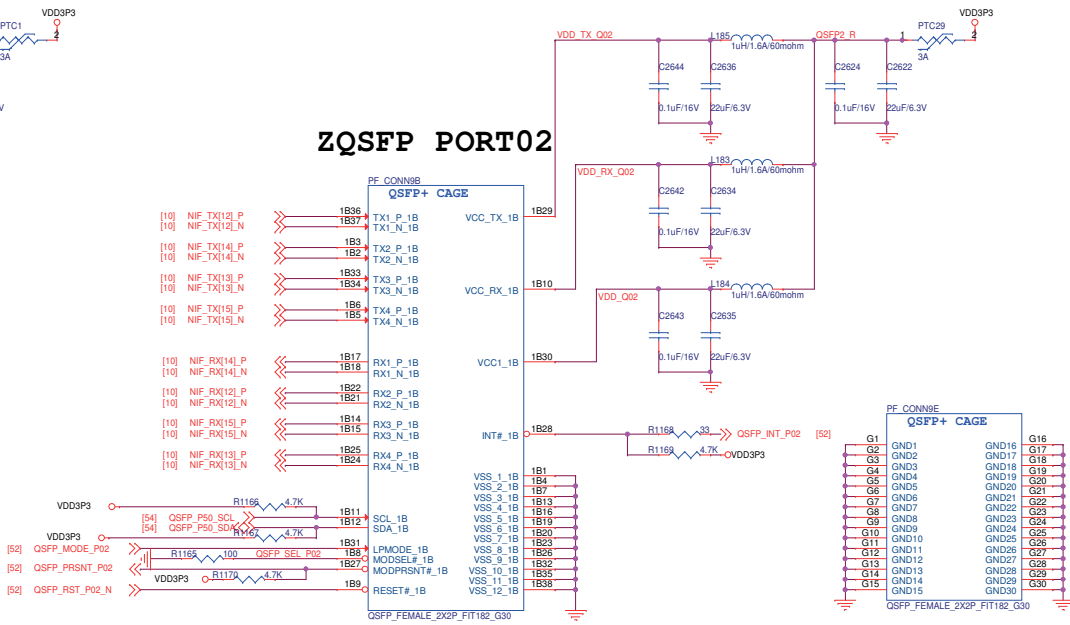 VDD3P3
PTC1
2
3A
V
VDD3P3
PTC29
1
2
3A
VDD_TX_Q02
L185
1uH/1.6A/60mohm
QSFP2_R
C2644
C2636
C2624
C2622
0.1uF/16V
22uF/6.3V
0.1uF/16V
22uF/6.3V
ZQSFP PORT02
VDD_RX_Q02
L183
1uH/1.6A/60mohm
C2642
C2634
0.1uF/16V
22uF/6.3V
VDD_Q02
L184
1uH/1.6A/60mohm
C2643
C2635
0.1uF/16V
22uF/6.3V
PF_CONN9B
QSFP+ CAGE
[10] NIF_TX[12]_P 1B36 TX1_P_1B
[10] NIF_TX[12]_N 1B37 TX1_N_1B
[10] NIF_TX[14]_P 1B3 TX2_P_1B
[10] NIF_TX[14]_N 1B2 TX2_N_1B
[10] NIF_TX[13]_P 1B33 TX3_P_1B
[10] NIF_TX[13]_N 1B34 TX3_N_1B
[10] NIF_TX[15]_P 1B6 TX4_P_1B
[10] NIF_TX[15]_N 1B5 TX4_N_1B
[10] NIF_RX[14]_P 1B17 RX1_P_1B
[10] NIF_RX[14]_N 1B18 RX1_N_1B
[10] NIF_RX[12]_P 1B22 RX2_P_1B
[10] NIF_RX[12]_N 1B21 RX2_N_1B
[10] NIF_RX[15]_P 1B14 RX3_P_1B
[10] NIF_RX[15]_N 1B15 RX3_N_1B
[10] NIF_RX[13]_P 1B25 RX4_P_1B
[10] NIF_RX[13]_N 1B24 RX4_N_1B
VDD3P3 R1166 4.7K
[54] QSFP_P50_SCL 1B11 SCL_1B
[54] QSFP_P50_SDA 1B12 SDA_1B
VDD3P3 R1167 4.7K
[52] QSFP_MODE_P02 1B31 LPMODE_1B
R1165 100 QSFP_SEL_P02 1B8 MODSEL#_1B
[52] QSFP_PRSNT_P02 1B27 MODPRSNT#_1B
VDD3P3 R1170 4.7K
[52] QSFP_RST_P02_N 1B9 RESET#_1B
VCC_TX_1B 1B29
VCC_RX_1B 1B10
VCC1_1B 1B30
INT#_1B 1B28
R1168 33 QSFP_INT_P02 [52]
R1169 4.7K VDD3P3
VSS_1_1B 1B1
VSS_2_1B 1B4
VSS_3_1B 1B7
VSS_4_1B 1B13
VSS_5_1B 1B16
VSS_6_1B 1B19
VSS_7_1B 1B20
VSS_8_1B 1B23
VSS_9_1B 1B26
VSS_10_1B 1B32
VSS_11_1B 1B35
VSS_12_1B 1B38
QSFP_FEMALE_2X2P_FIT182_G30
PF_CONN9E
QSFP+ CAGE
G1 GND1 GND16 G16
G2 GND2 GND17 G17
G3 GND3 GND18 G18
G4 GND4 GND19 G19
G5 GND5 GND20 G20
G6 GND6 GND21 G21
G7 GND7 GND22 G22
G8 GND8 GND23 G23
G9 GND9 GND24 G24
G10 GND10 GND25 G25
G11 GND11 GND26 G26
G12 GND12 GND27 G27
G13 GND13 GND28 G28
G14 GND14 GND29 G29
G15 GND15 GND30 G30
QSFP_FEMALE_2X2P_FIT182_G30